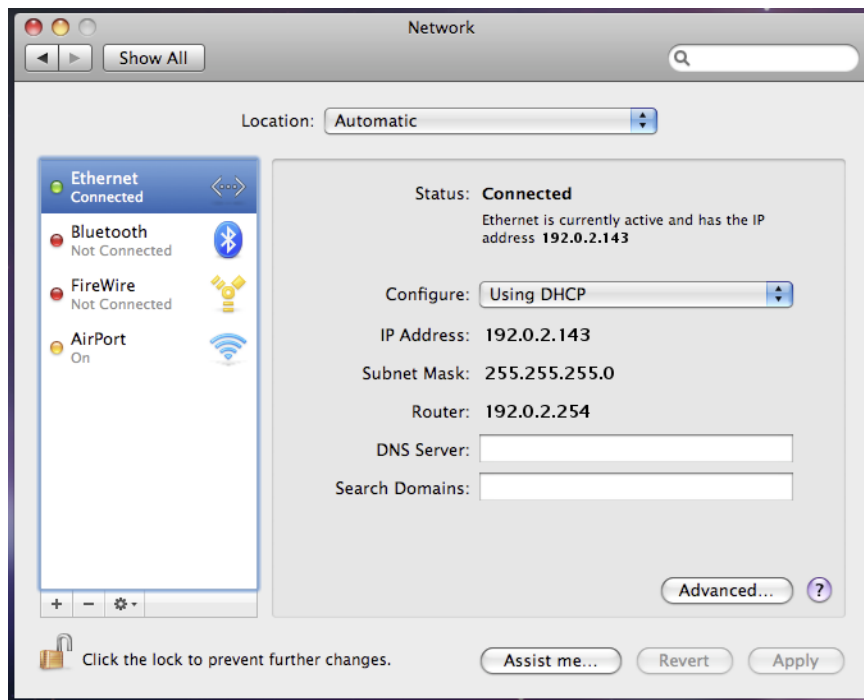 Network
Show All
Location: Automatic
Ethernet
Connected
Bluetooth
Not Connected
FireWire
Not Connected
AirPort
On
Status: Connected
Ethernet is currently active and has the IP
address 192.0.2.143
Configure: Using DHCP
IP Address: 192.0.2.143
Subnet Mask: 255.255.255.0
Router: 192.0.2.254
DNS Server:
Search Domains:
Advanced... ?
Click the lock to prevent further changes.
Assist me... Revert Apply